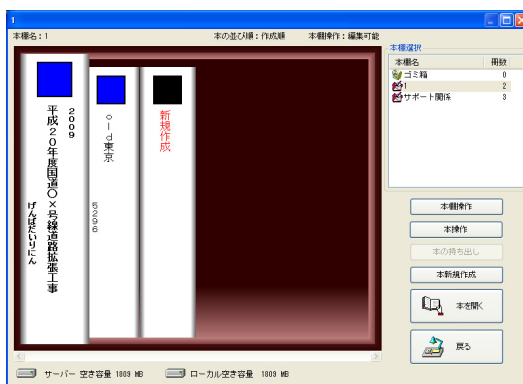 1
本棚名：1
本の並び順：作成順
本棚操作：編集可能
2009
平成20年度国道〇×号線道路拡張工事
げんばだいりにん
old東京
5296
新規作成
本棚選択
本棚名 冊数
ゴミ箱 0
1 2
サポート関係 3
本棚操作
本操作
本の持ち出し
本新規作成
本を開く
戻る
サーバー 空き容量 1803 MB
ローカル空き容量 1803 MB